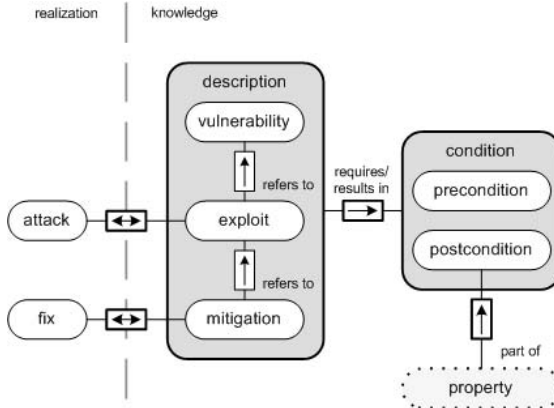 realization
knowledge
description
vulnerability
refers to
requires/
results in
condition
precondition
attack
exploit
postcondition
refers to
fix
mitigation
part of
property